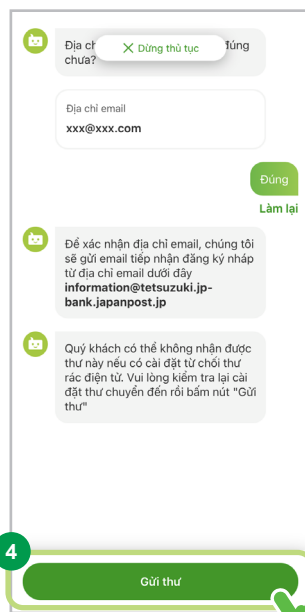 Địa ch
× Dừng thủ tục
đúng
chưa?
Địa chỉ email
xxx@xxx.com
Đúng
Làm lại
Để xác nhận địa chỉ email, chúng tôi
sẽ gửi email tiếp nhận đăng ký nháp
từ địa chỉ email dưới đây
information@tetsuzuki.jp-
bank.japanpost.jp
Quý khách có thể không nhận được
thư này nếu có cài đặt từ chối thư
rác điện tử. Vui lòng kiểm tra lại cài
đặt thư chuyển đến rồi bấm nút "Gửi
thư"
4
Gửi thư